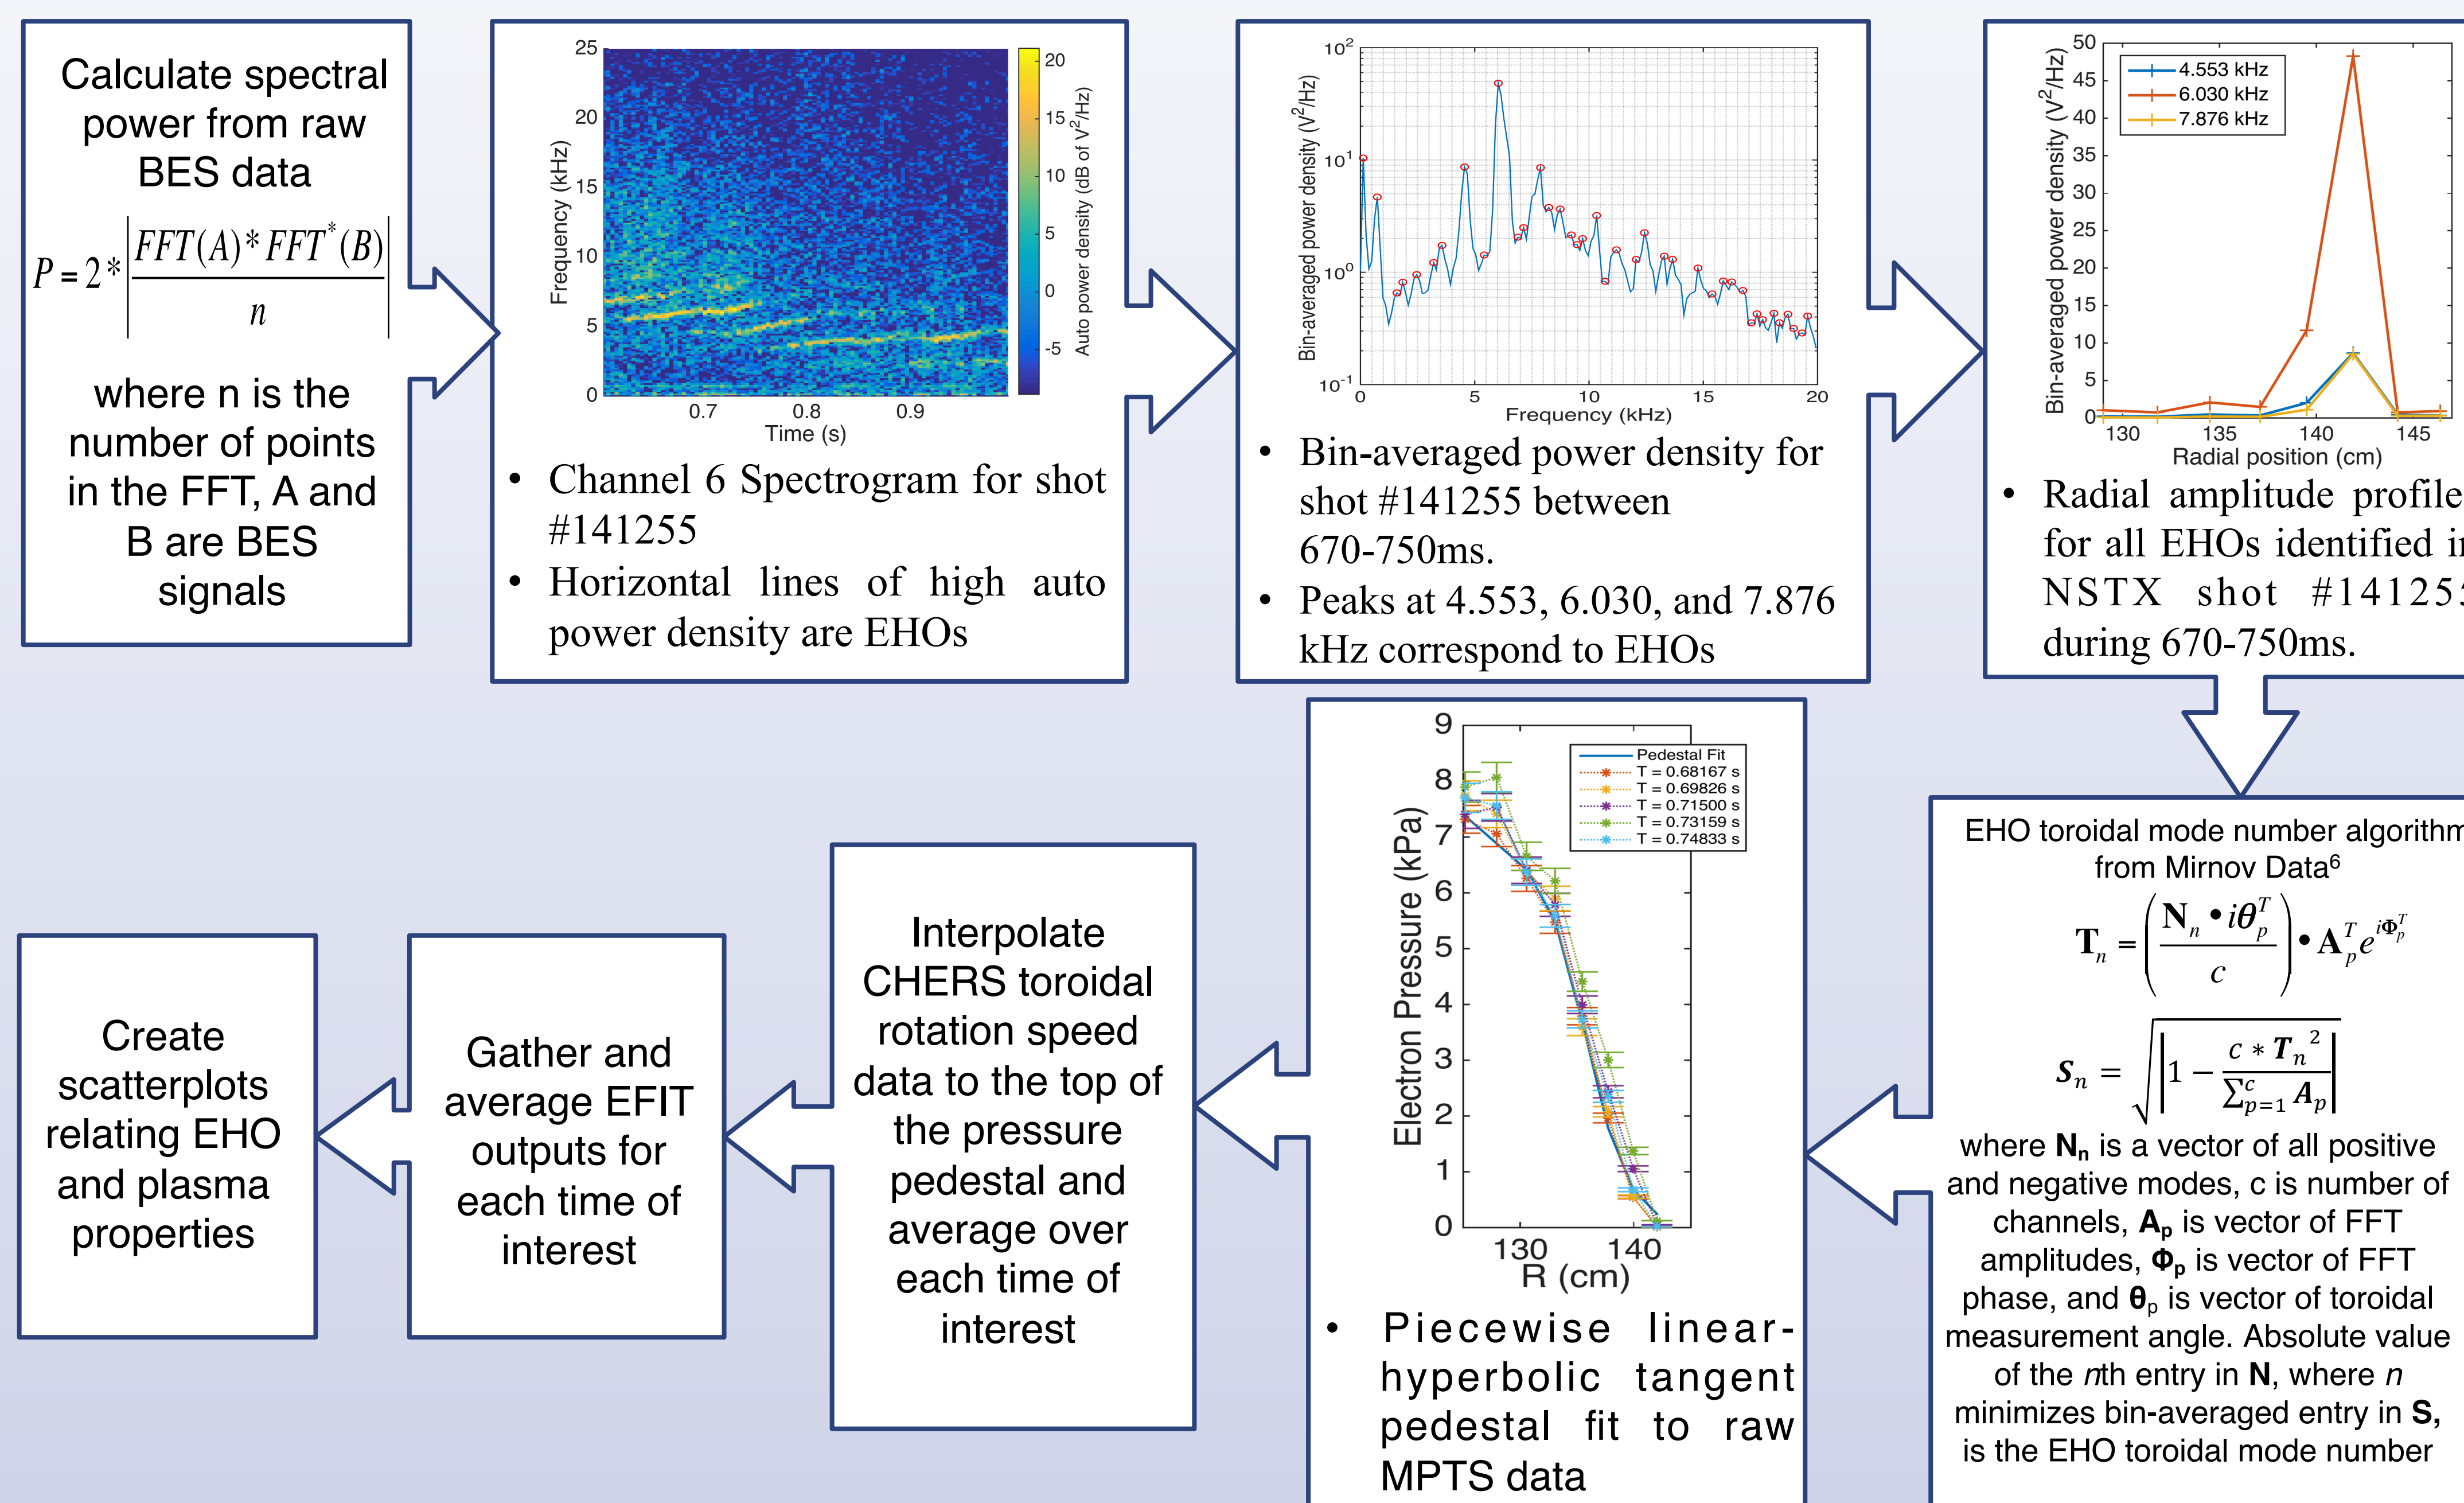 Calculate spectral
power from raw
BES data
P = 2 * | FFT(A) * FFT*(B) / n |
where n is the
number of points
in the FFT, A and
B are BES
signals
25
20
15
10
5
0
Frequency (kHz)
0.7 0.8 0.9
Time (s)
20
15
10
5
0
-5
Auto power density (dB of V²/Hz)
• Channel 6 Spectrogram for shot
#141255
• Horizontal lines of high auto
power density are EHOs
10²
10¹
10⁰
10⁻¹
Bin-averaged power density (V²/Hz)
0 5 10 15 20
Frequency (kHz)
• Bin-averaged power density for
shot #141255 between
670-750ms.
• Peaks at 4.553, 6.030, and 7.876
kHz correspond to EHOs
50
45
40
35
30
25
20
15
10
5
0
Bin-averaged power density (V²/Hz)
4.553 kHz
6.030 kHz
7.876 kHz
130 135 140 145
Radial position (cm)
• Radial amplitude profile
for all EHOs identified in
NSTX shot #141255
during 670-750ms.
EHO toroidal mode number algorithm
from Mirnov Data⁶
Tₙ = ( Nₙ • iθₚᵀ / c ) • Aₚᵀ e^{iΦₚᵀ}
Sₙ = √| 1 − c * Tₙ² / ∑_{p=1}^{c} Aₚ |
where Nₙ is a vector of all positive
and negative modes, c is number of
channels, Aₚ is vector of FFT
amplitudes, Φₚ is vector of FFT
phase, and θₚ is vector of toroidal
measurement angle. Absolute value
of the nth entry in N, where n
minimizes bin-averaged entry in S,
is the EHO toroidal mode number
9
8
7
6
5
4
3
2
1
0
Electron Pressure (kPa)
Pedestal Fit
T = 0.68167 s
T = 0.69826 s
T = 0.71500 s
T = 0.73159 s
T = 0.74833 s
130 140
R (cm)
• Piecewise linear-
hyperbolic tangent
pedestal fit to raw
MPTS data
Interpolate
CHERS toroidal
rotation speed
data to the top of
the pressure
pedestal and
average over
each time of
interest
Gather and
average EFIT
outputs for
each time of
interest
Create
scatterplots
relating EHO
and plasma
properties